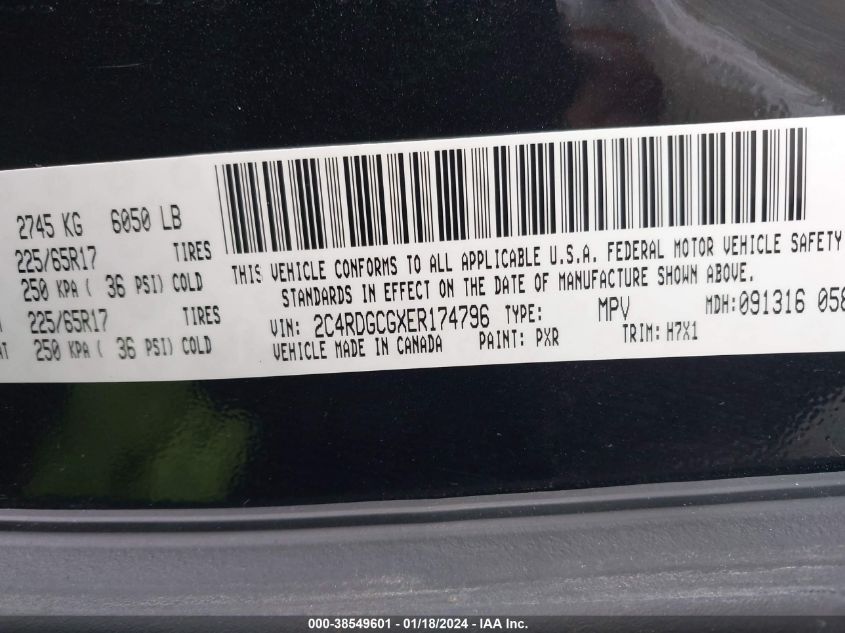 2745 KG 6050 LB
225/65R17 TIRES
250 KPA ( 36 PSI) COLD
225/65R17 TIRES
250 KPA ( 36 PSI) COLD
THIS VEHICLE CONFORMS TO ALL APPLICABLE U.S.A. FEDERAL MOTOR VEHICLE SAFETY
STANDARDS IN EFFECT ON THE DATE OF MANUFACTURE SHOWN ABOVE.
VIN: 2C4RDGCGXER174796 TYPE: MPV MDH:091316 058
VEHICLE MADE IN CANADA PAINT: PXR TRIM: H7X1
000-38549601 - 01/18/2024 - IAA Inc.